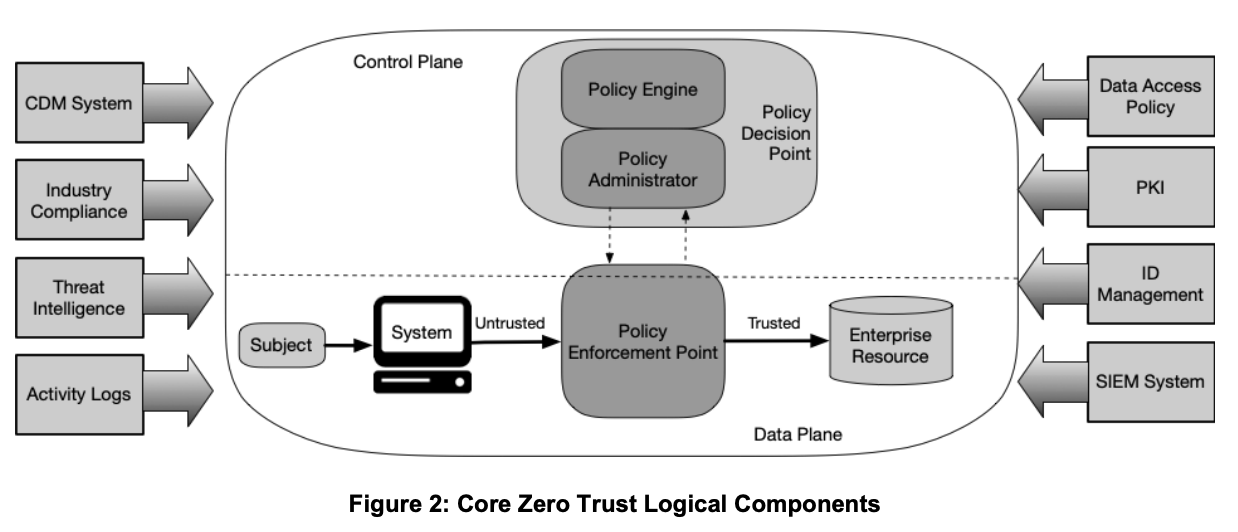 Control Plane
Policy Engine
Policy
Administrator
Policy
Decision
Point
CDM System
Industry
Compliance
Threat
Intelligence
Activity Logs
Data Access
Policy
PKI
ID
Management
SIEM System
Subject
System
Untrusted
Policy
Enforcement Point
Trusted
Enterprise
Resource
Data Plane
Figure 2: Core Zero Trust Logical Components